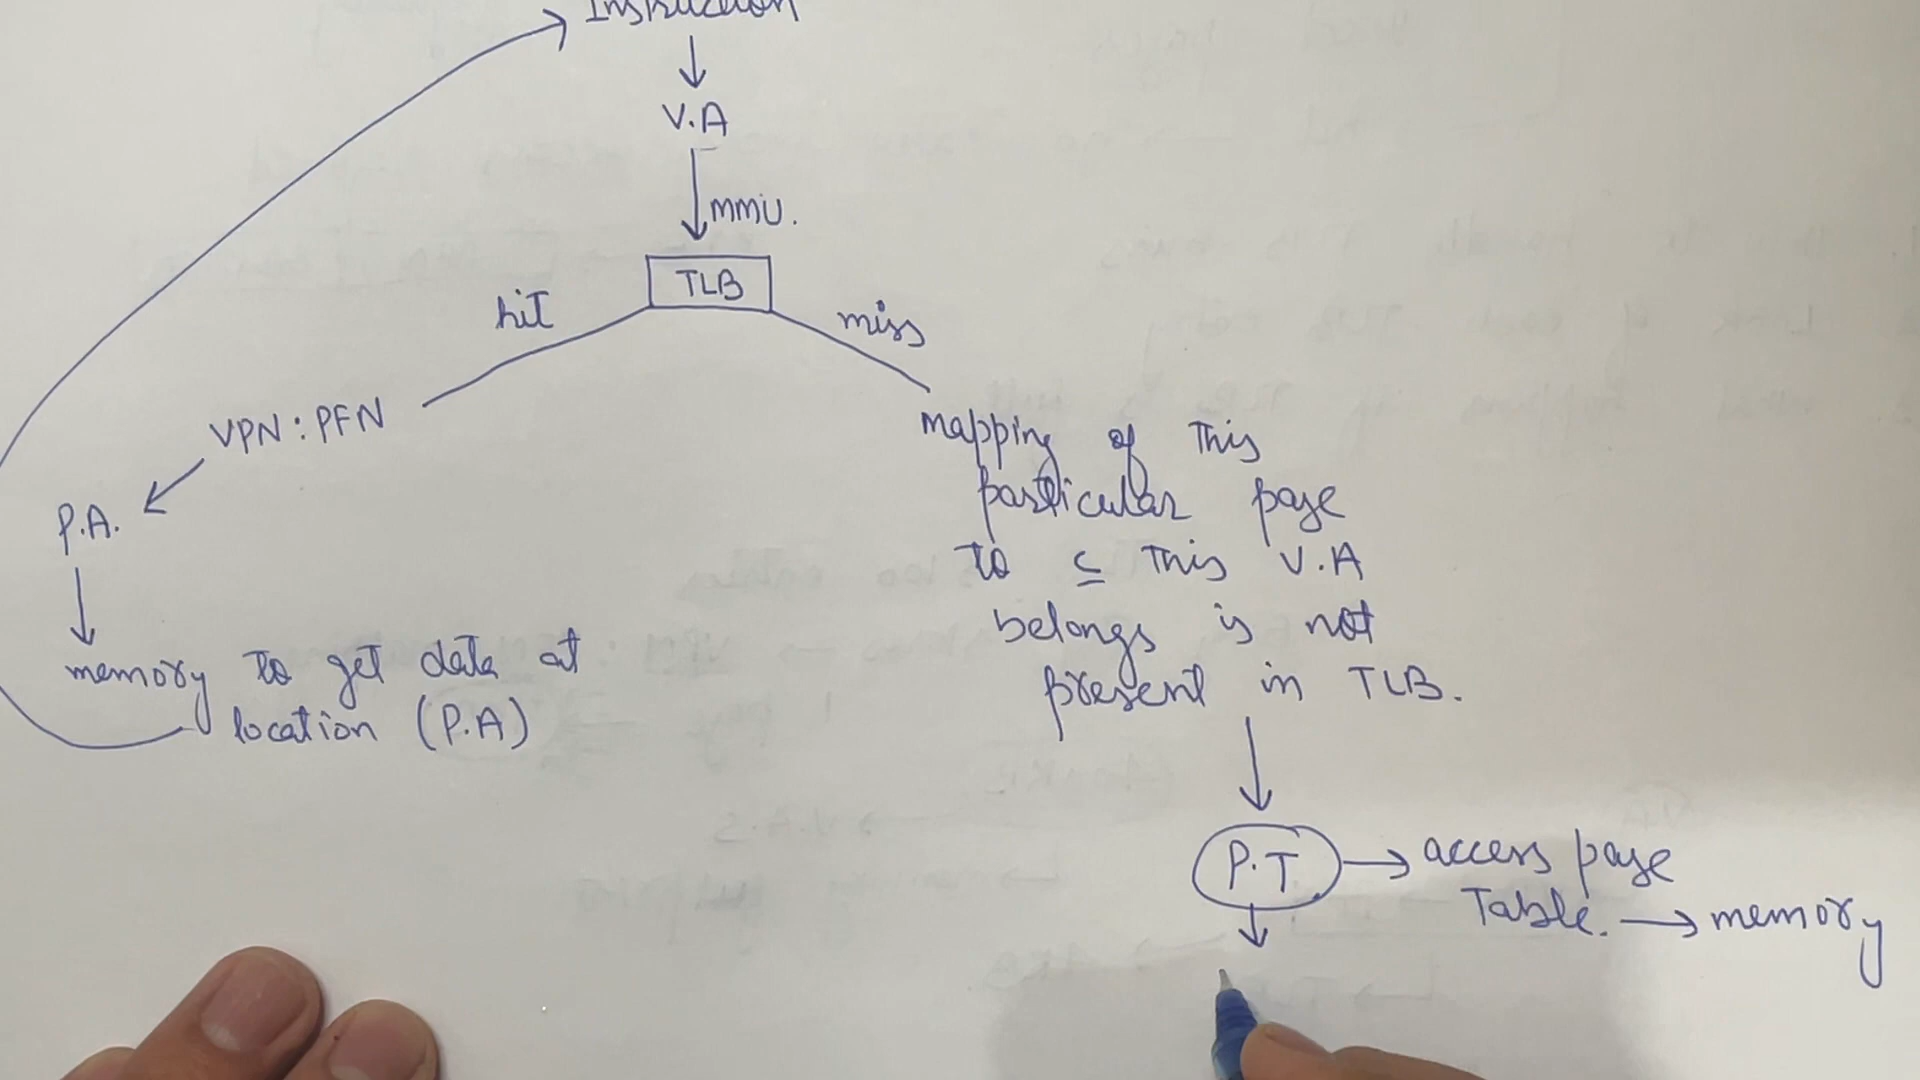 Instruction
V.A
MMU.
TLB
hit
miss
VPN : PFN
P.A.
memory to get data at
location (P.A)
mapping of this
particular page
to c this V.A
belongs is not
present in TLB.
P.T → access page
Table. → memory